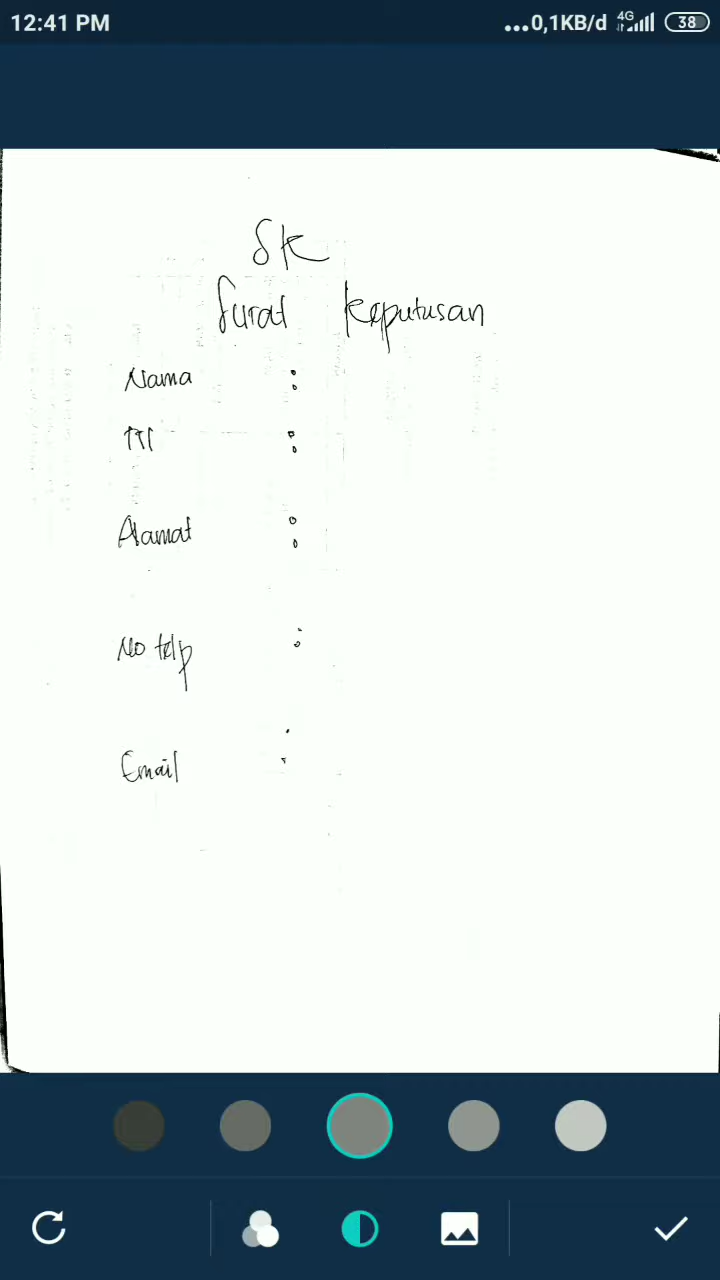 12:41 PM ...0,1KB/d 4G 38
SK
Surat Keputusan
Nama :
TTl :
Alamat :
No telp :
Email :